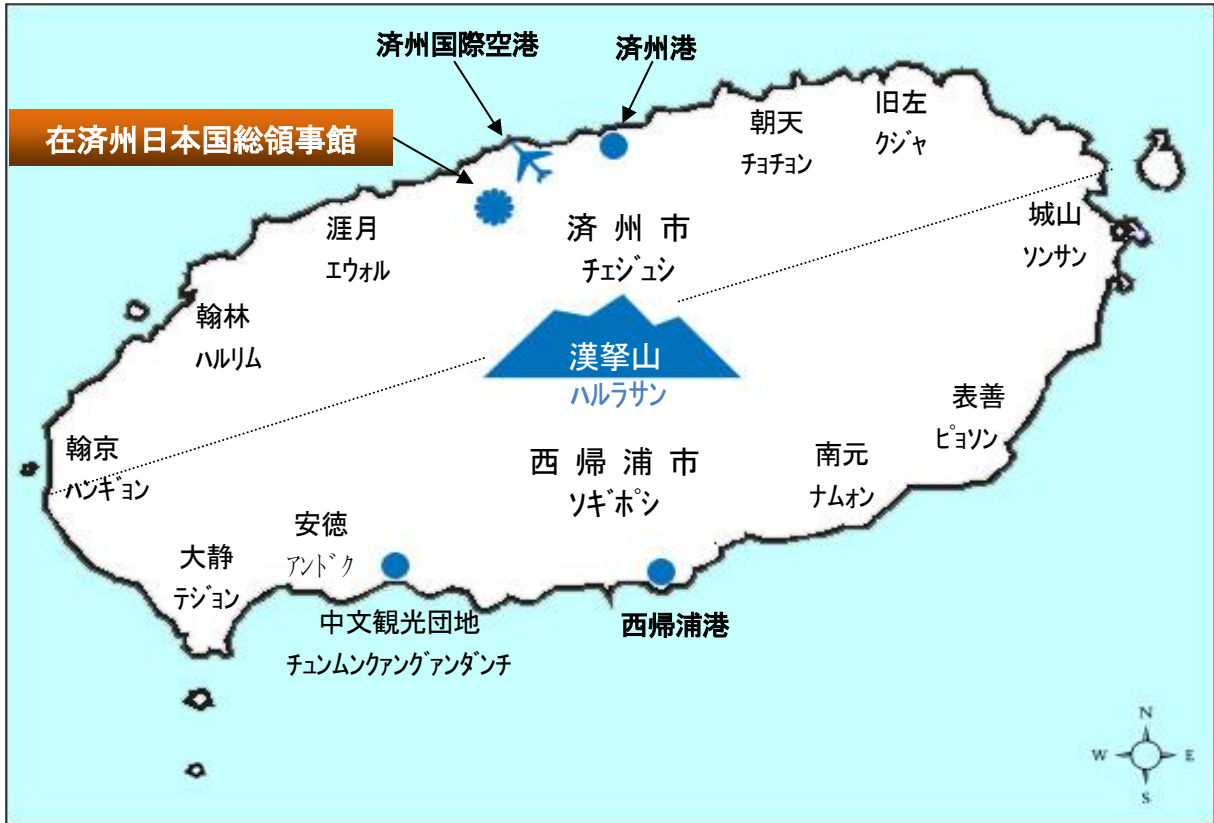 済州国際空港
済州港
在済州日本国総領事館
朝天
チョチョン
旧左
クジャ
城山
ソンサン
涯月
エウォル
済 州 市
チェジュシ
翰林
ハルリム
漢拏山
ハルラサン
表善
ピョソン
翰京
ハンギョン
西 帰 浦 市
ソギポシ
南元
ナムォン
安徳
アンドク
大静
テジョン
中文観光団地
チュンムンクァングァンダンチ
西帰浦港
N
W
E
S